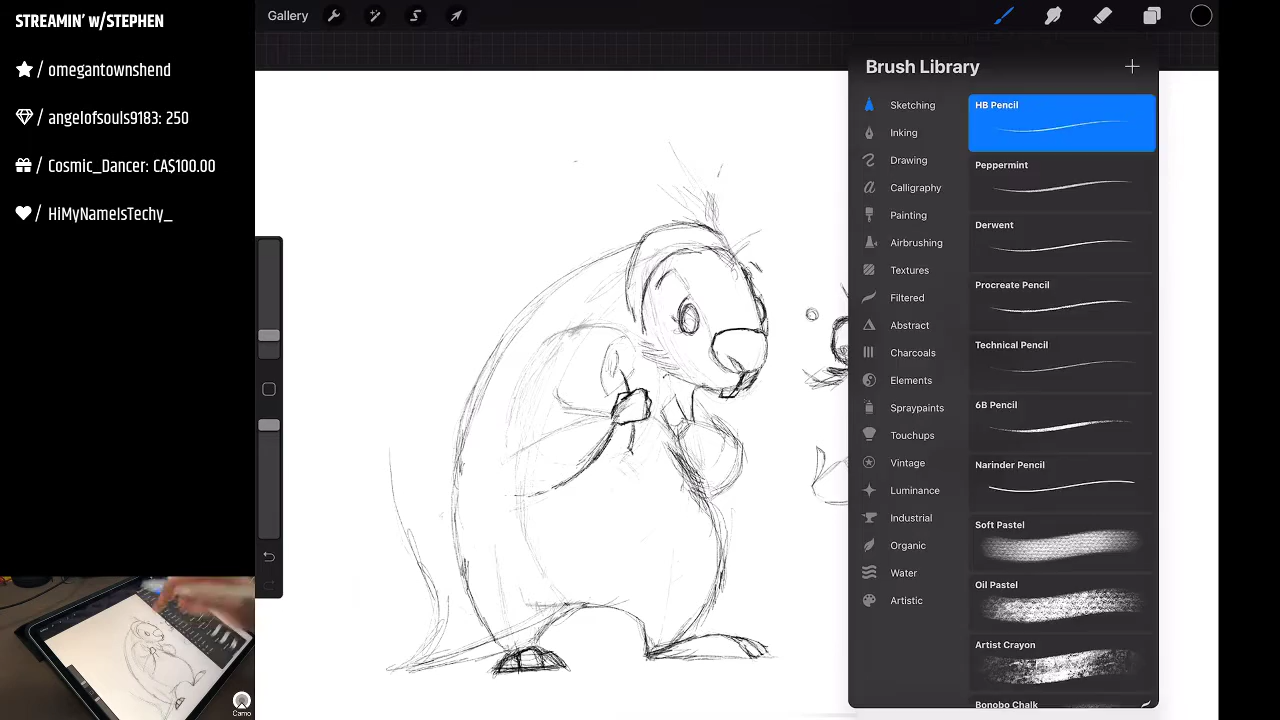 STREAMIN' w/STEPHEN
/ omegantownshend
/ angelofsouls9183: 250
/ Cosmic_Dancer: CA$100.00
/ HiMyNameIsTechy_
Camo
Gallery
Brush Library
Sketching
Inking
Drawing
Calligraphy
Painting
Airbrushing
Textures
Filtered
Abstract
Charcoals
Elements
Spraypaints
Touchups
Vintage
Luminance
Industrial
Organic
Water
Artistic
HB Pencil
Peppermint
Derwent
Procreate Pencil
Technical Pencil
6B Pencil
Narinder Pencil
Soft Pastel
Oil Pastel
Artist Crayon
Bonobo Chalk